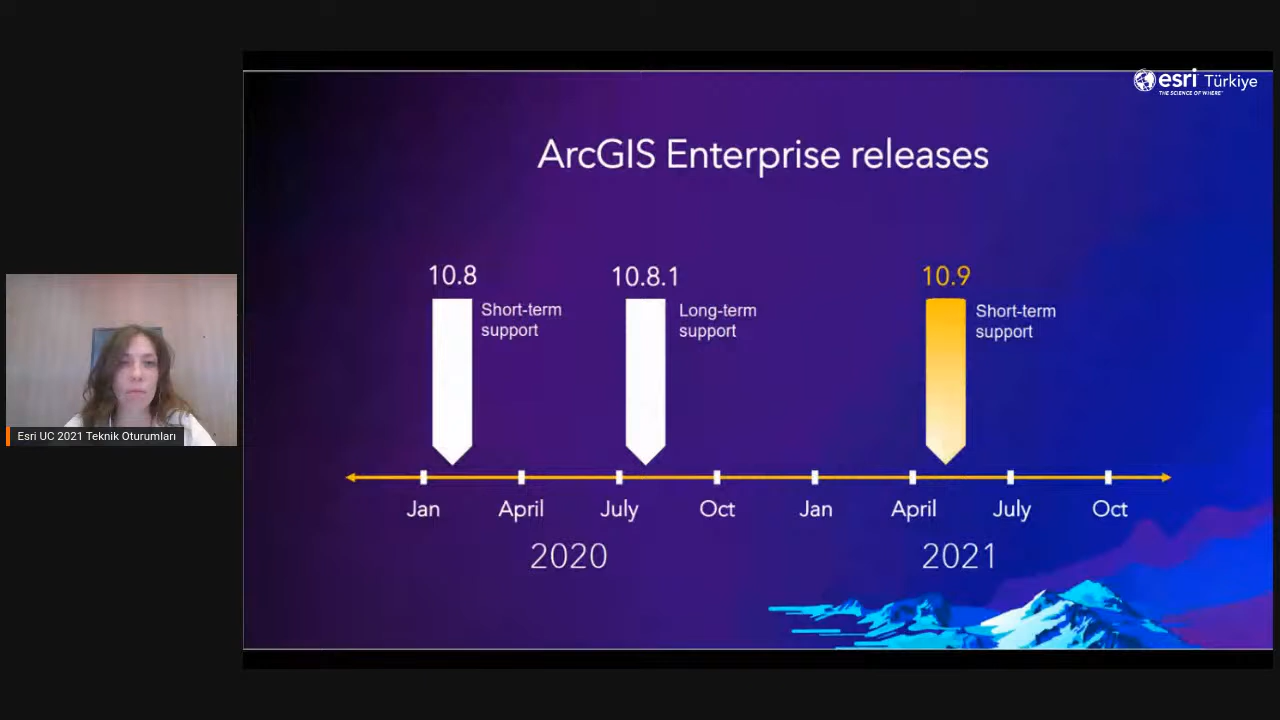 esri Türkiye
THE SCIENCE OF WHERE
ArcGIS Enterprise releases
10.8
Short-term
support
10.8.1
Long-term
support
10.9
Short-term
support
Jan April July Oct Jan April July Oct
2020 2021
Esri UC 2021 Teknik Oturumları